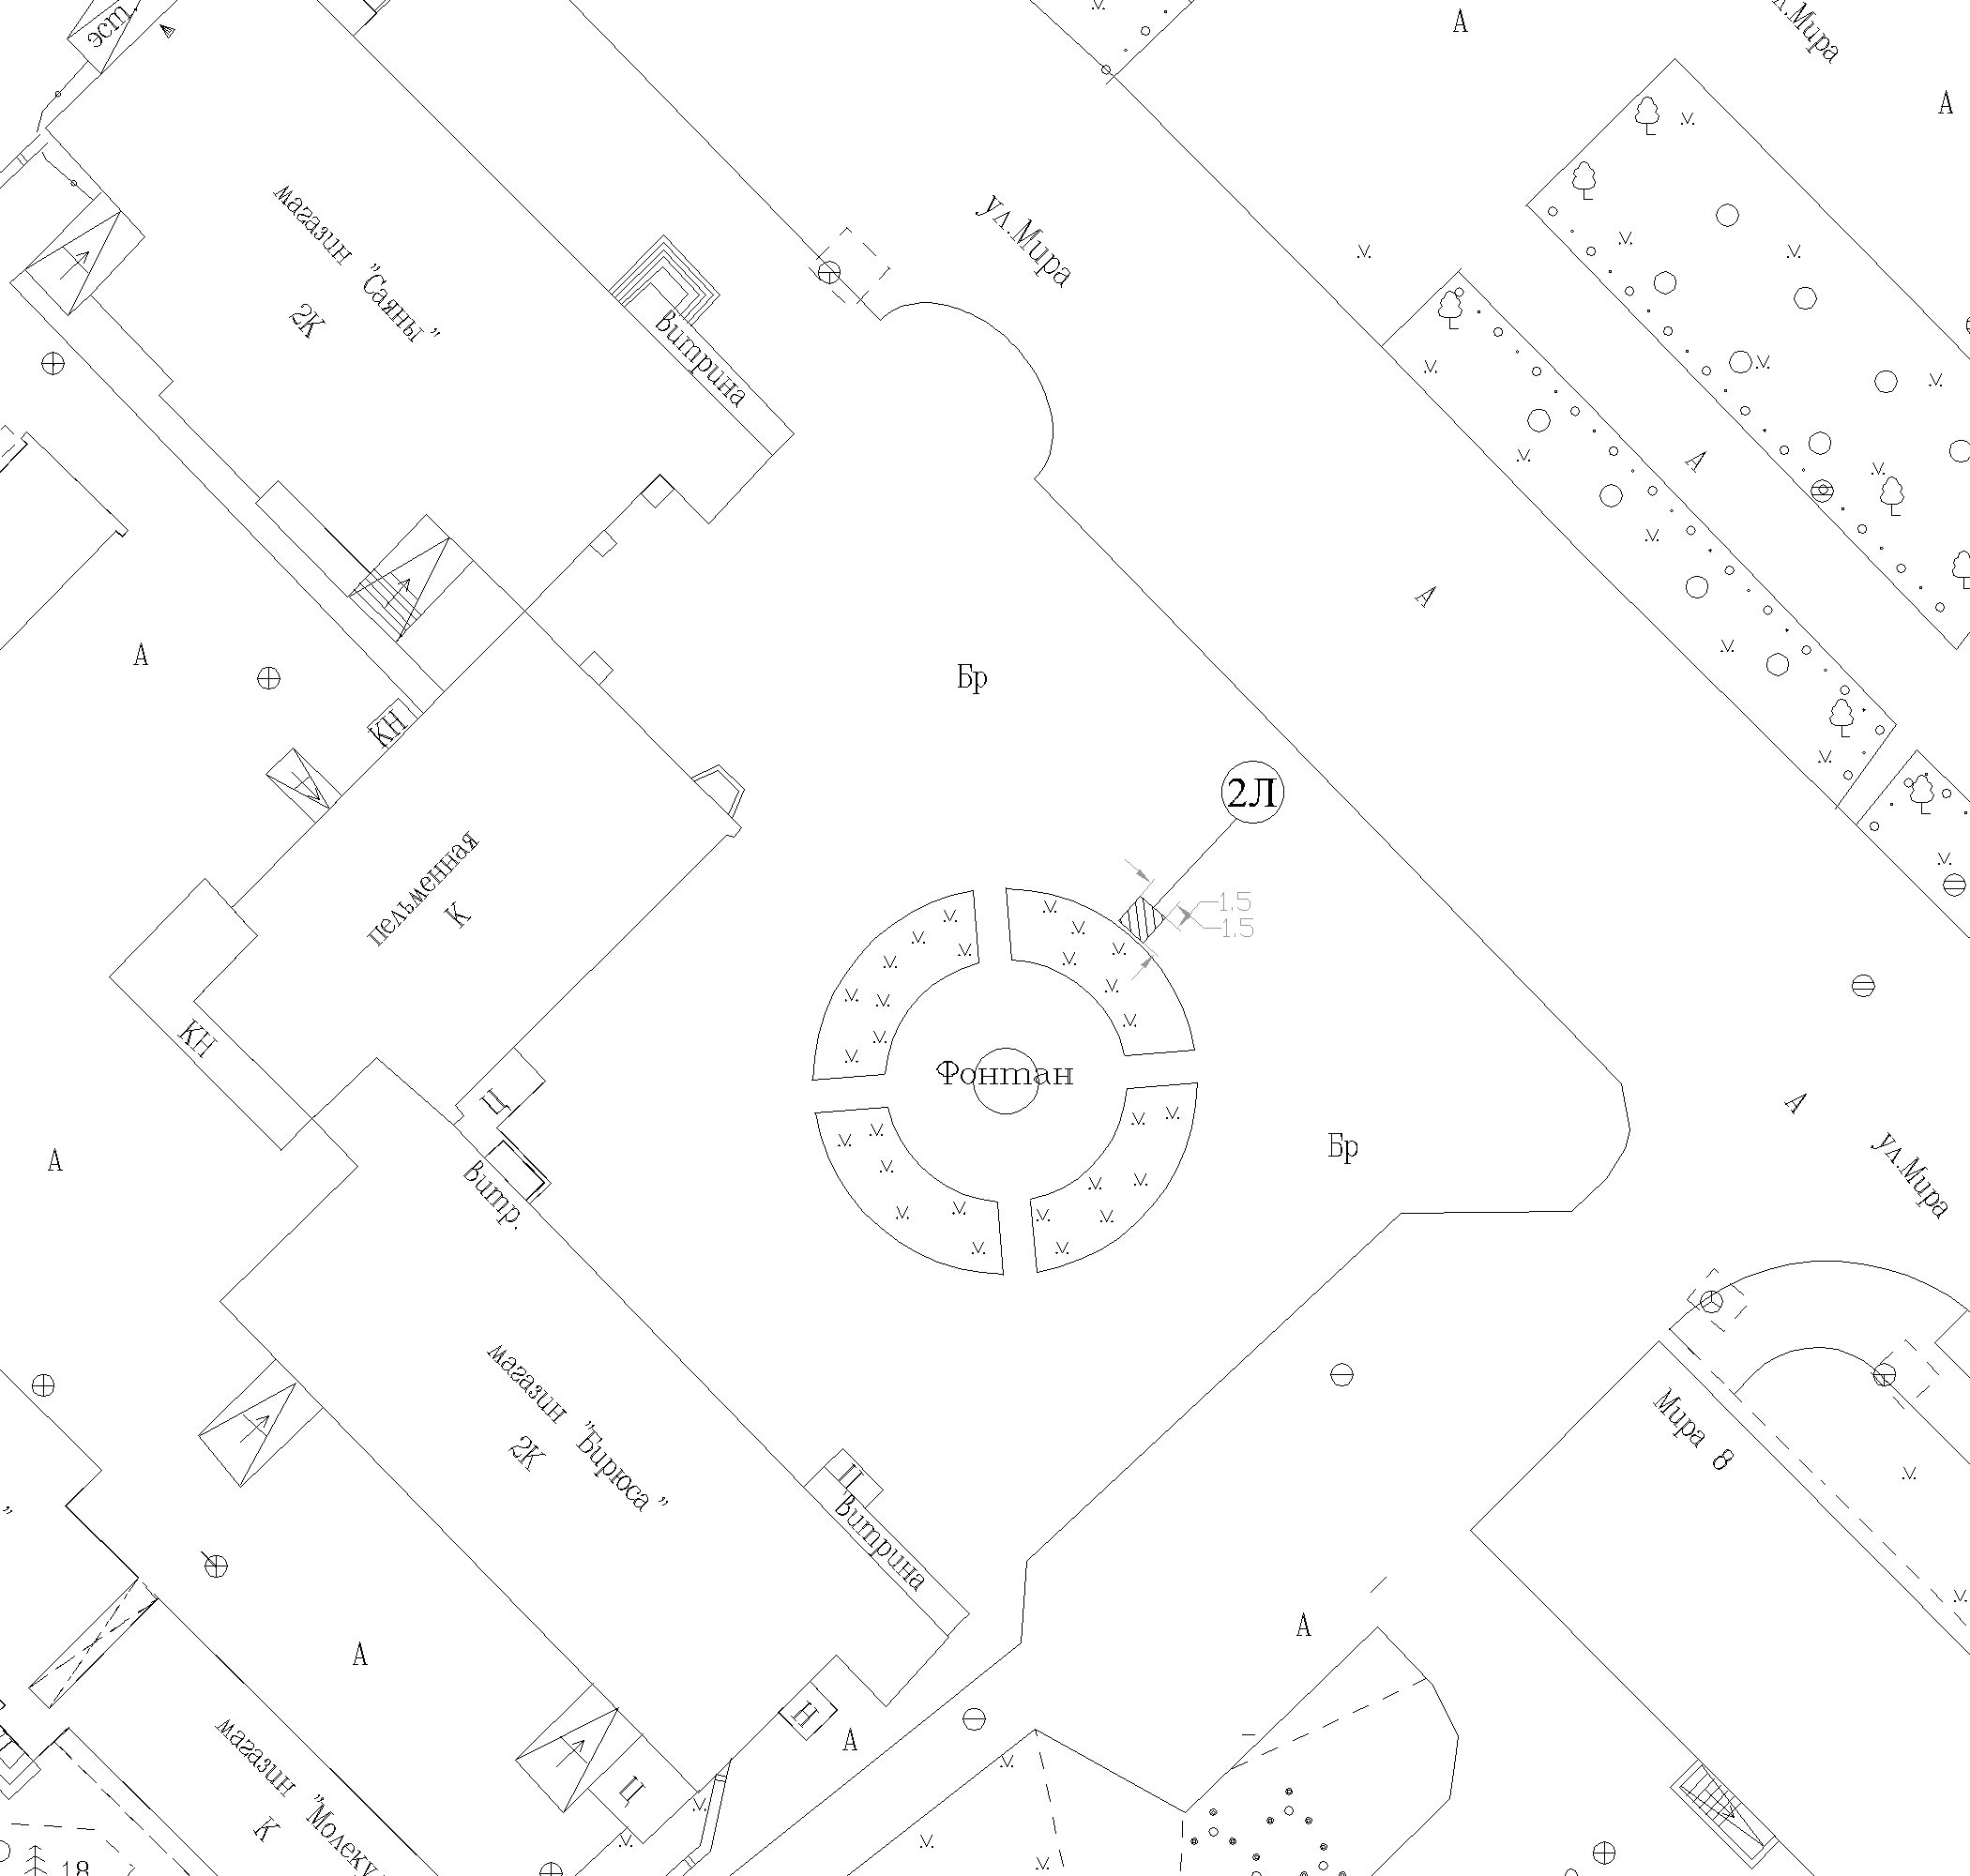 эст.
А
ул.Мира
А
магазин "Саяны"
2К
ул.Мира
Витрина
А
А
А
Бр
КН
2Л
пельменная
К
1.5
1.5
КН
Фонтан
Ц
А
Бр
А
Витр.
ул.Мира
магазин "Бирюса"
2К
Мира 8
Ц
Витрина
"
А
А
Н
А
магазин "Молеку
К
Ц
18